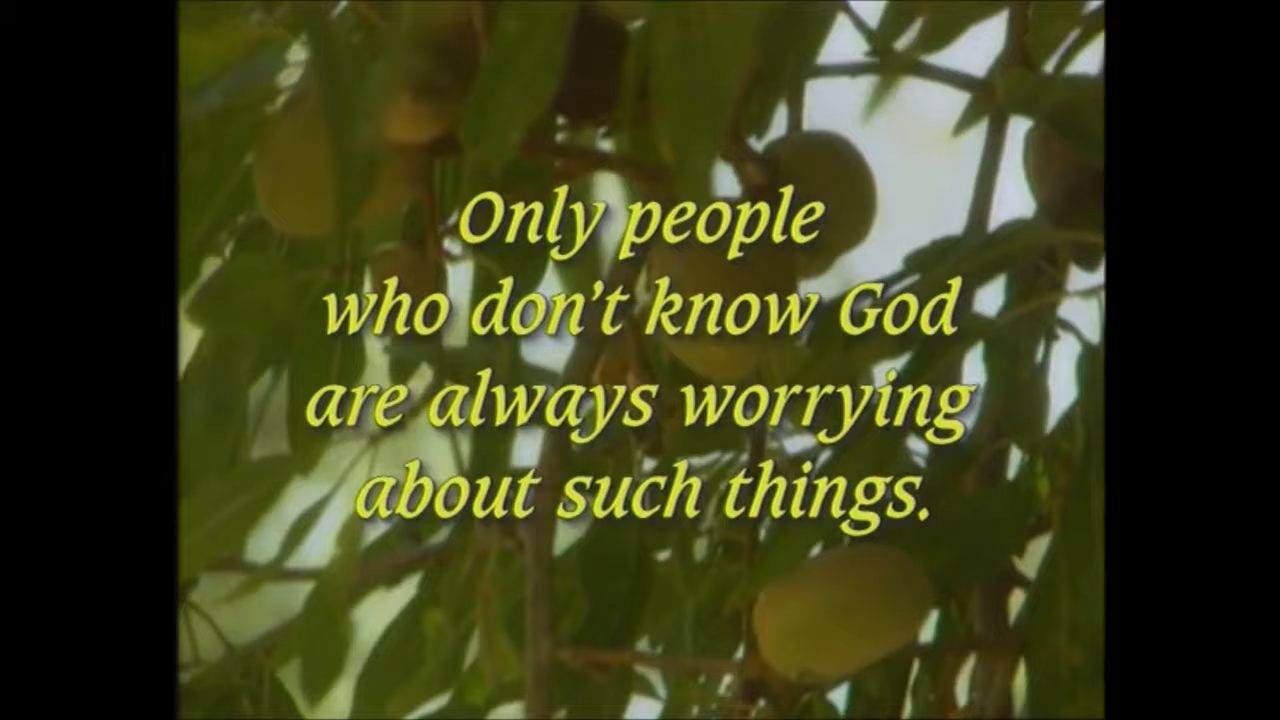 Only people
who don't know God
are always worrying
about such things.